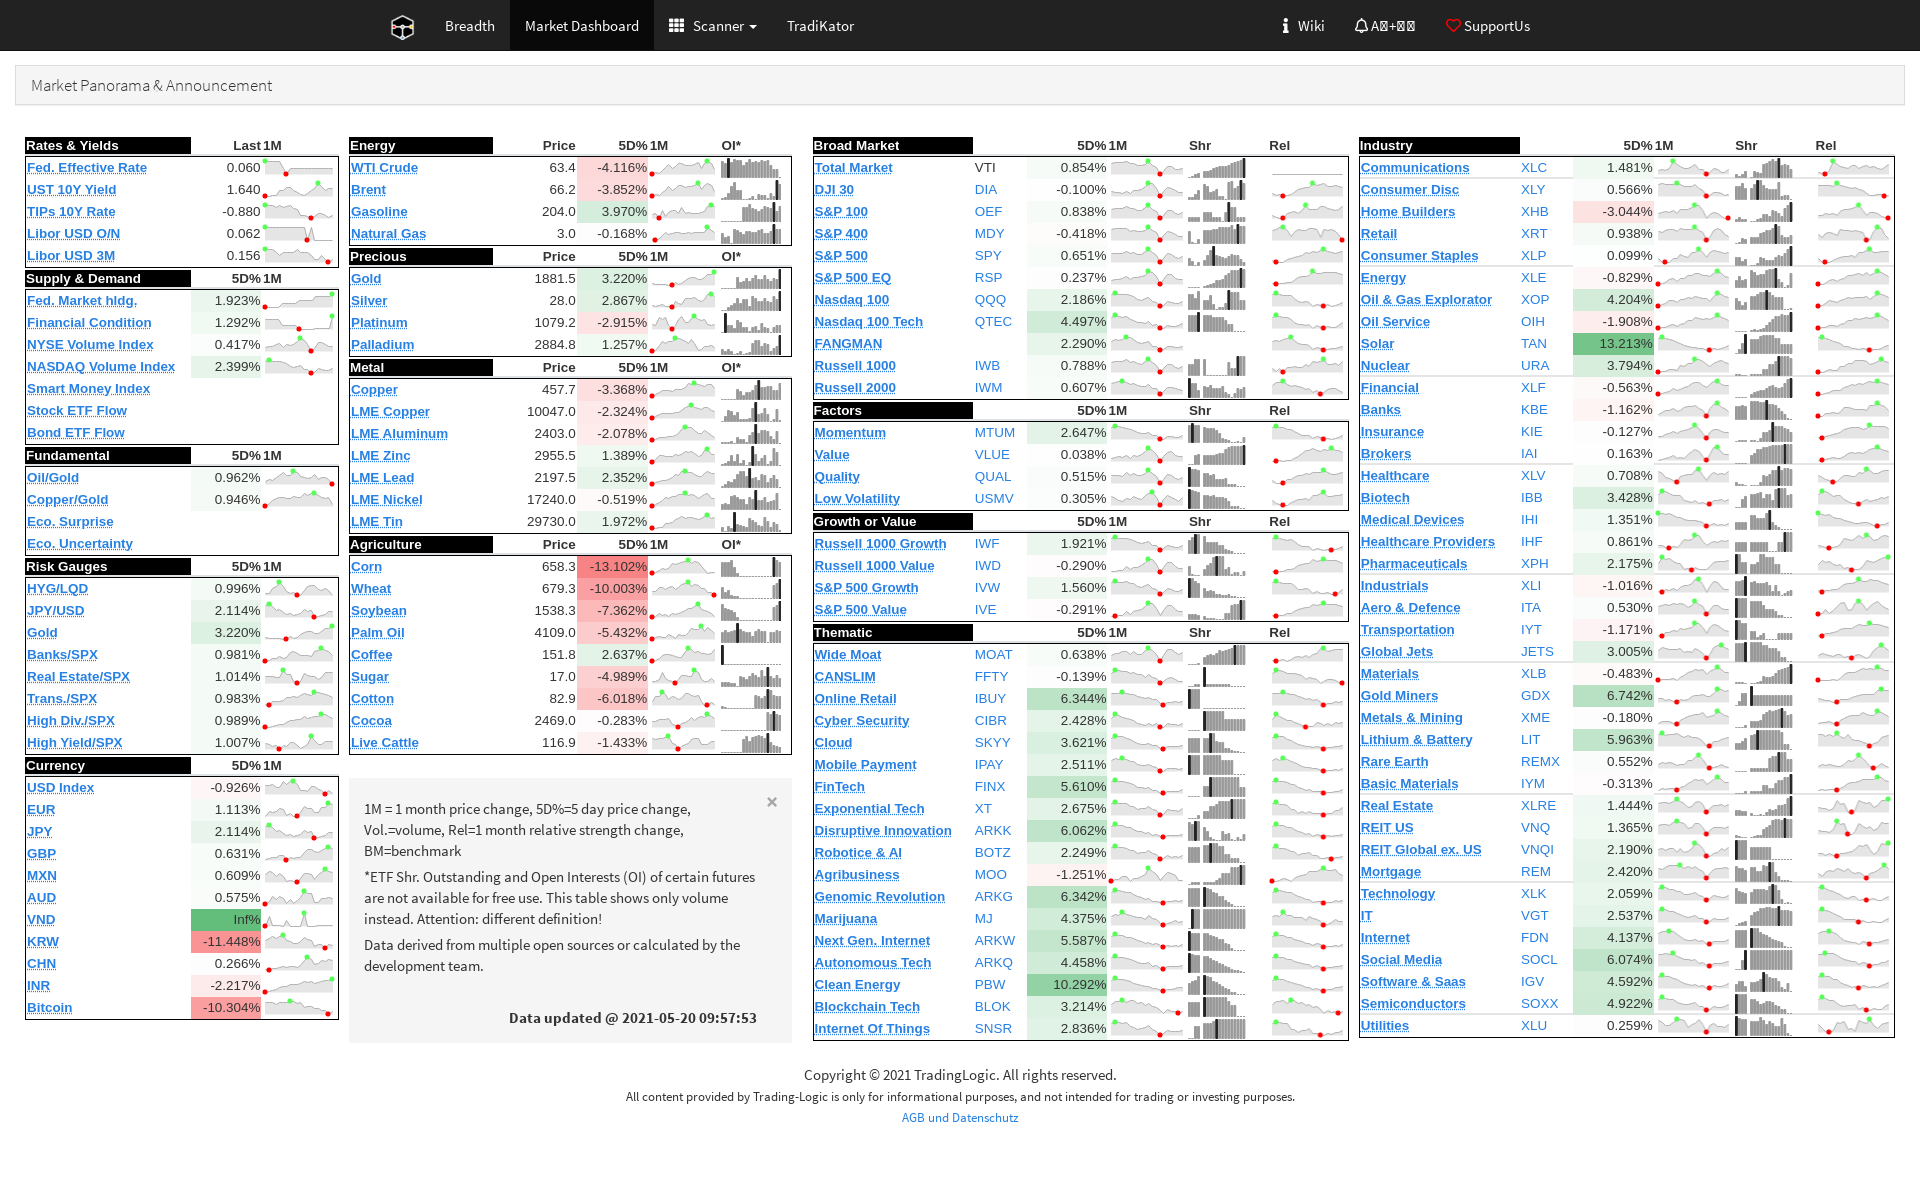 Breadth
Market Dashboard
Scanner
TradiKator
Wiki
SupportUs
Market Panorama & Announcement
Rates & Yields Last 1M
Fed. Effective Rate 0.060
UST 10Y Yield 1.640
TIPs 10Y Rate -0.880
Libor USD O/N 0.062
Libor USD 3M 0.156
Supply & Demand 5D% 1M
Fed. Market hldg. 1.923%
Financial Condition 1.292%
NYSE Volume Index 0.417%
NASDAQ Volume Index 2.399%
Smart Money Index
Stock ETF Flow
Bond ETF Flow
Fundamental 5D% 1M
Oil/Gold 0.962%
Copper/Gold 0.946%
Eco. Surprise
Eco. Uncertainty
Risk Gauges 5D% 1M
HYG/LQD 0.996%
JPY/USD 2.114%
Gold 3.220%
Banks/SPX 0.981%
Real Estate/SPX 1.014%
Trans./SPX 0.983%
High Div./SPX 0.989%
High Yield/SPX 1.007%
Currency 5D% 1M
USD Index -0.926%
EUR 1.113%
JPY 2.114%
GBP 0.631%
MXN 0.609%
AUD 0.575%
VND Inf%
KRW -11.448%
CHN 0.266%
INR -2.217%
Bitcoin -10.304%
Energy Price 5D% 1M OI*
WTI Crude 63.4 -4.116%
Brent 66.2 -3.852%
Gasoline 204.0 3.970%
Natural Gas 3.0 -0.168%
Precious Price 5D% 1M OI*
Gold 1881.5 3.220%
Silver 28.0 2.867%
Platinum 1079.2 -2.915%
Palladium 2884.8 1.257%
Metal Price 5D% 1M OI*
Copper 457.7 -3.368%
LME Copper 10047.0 -2.324%
LME Aluminum 2403.0 -2.078%
LME Zinc 2955.5 1.389%
LME Lead 2197.5 2.352%
LME Nickel 17240.0 -0.519%
LME Tin 29730.0 1.972%
Agriculture Price 5D% 1M OI*
Corn 658.3 -13.102%
Wheat 679.3 -10.003%
Soybean 1538.3 -7.362%
Palm Oil 4109.0 -5.432%
Coffee 151.8 2.637%
Sugar 17.0 -4.989%
Cotton 82.9 -6.018%
Cocoa 2469.0 -0.283%
Live Cattle 116.9 -1.433%
×
1M = 1 month price change, 5D%=5 day price change,
Vol.=volume, Rel=1 month relative strength change,
BM=benchmark
*ETF Shr. Outstanding and Open Interests (OI) of certain futures
are not available for free use. This table shows only volume
instead. Attention: different definition!
Data derived from multiple open sources or calculated by the
development team.
Data updated @ 2021-05-20 09:57:53
Broad Market 5D% 1M Shr Rel
Total Market VTI 0.854%
DJI 30 DIA -0.100%
S&P 100 OEF 0.838%
S&P 400 MDY -0.418%
S&P 500 SPY 0.651%
S&P 500 EQ RSP 0.237%
Nasdaq 100 QQQ 2.186%
Nasdaq 100 Tech QTEC 4.497%
FANGMAN 2.290%
Russell 1000 IWB 0.788%
Russell 2000 IWM 0.607%
Factors 5D% 1M Shr Rel
Momentum MTUM 2.647%
Value VLUE 0.038%
Quality QUAL 0.515%
Low Volatility USMV 0.305%
Growth or Value 5D% 1M Shr Rel
Russell 1000 Growth IWF 1.921%
Russell 1000 Value IWD -0.290%
S&P 500 Growth IVW 1.560%
S&P 500 Value IVE -0.291%
Thematic 5D% 1M Shr Rel
Wide Moat MOAT 0.638%
CANSLIM FFTY -0.139%
Online Retail IBUY 6.344%
Cyber Security CIBR 2.428%
Cloud SKYY 3.621%
Mobile Payment IPAY 2.511%
FinTech FINX 5.610%
Exponential Tech XT 2.675%
Disruptive Innovation ARKK 6.062%
Robotice & AI BOTZ 2.249%
Agribusiness MOO -1.251%
Genomic Revolution ARKG 6.342%
Marijuana MJ 4.375%
Next Gen. Internet ARKW 5.587%
Autonomous Tech ARKQ 4.458%
Clean Energy PBW 10.292%
Blockchain Tech BLOK 3.214%
Internet Of Things SNSR 2.836%
Industry 5D% 1M Shr Rel
Communications XLC 1.481%
Consumer Disc XLY 0.566%
Home Builders XHB -3.044%
Retail XRT 0.938%
Consumer Staples XLP 0.099%
Energy XLE -0.829%
Oil & Gas Explorator XOP 4.204%
Oil Service OIH -1.908%
Solar TAN 13.213%
Nuclear URA 3.794%
Financial XLF -0.563%
Banks KBE -1.162%
Insurance KIE -0.127%
Brokers IAI 0.163%
Healthcare XLV 0.708%
Biotech IBB 3.428%
Medical Devices IHI 1.351%
Healthcare Providers IHF 0.861%
Pharmaceuticals XPH 2.175%
Industrials XLI -1.016%
Aero & Defence ITA 0.530%
Transportation IYT -1.171%
Global Jets JETS 3.005%
Materials XLB -0.483%
Gold Miners GDX 6.742%
Metals & Mining XME -0.180%
Lithium & Battery LIT 5.963%
Rare Earth REMX 0.552%
Basic Materials IYM -0.313%
Real Estate XLRE 1.444%
REIT US VNQ 1.365%
REIT Global ex. US VNQI 2.190%
Mortgage REM 2.420%
Technology XLK 2.059%
IT VGT 2.537%
Internet FDN 4.137%
Social Media SOCL 6.074%
Software & Saas IGV 4.592%
Semiconductors SOXX 4.922%
Utilities XLU 0.259%
Copyright © 2021 TradingLogic. All rights reserved.
All content provided by Trading-Logic is only for informational purposes, and not intended for trading or investing purposes.
AGB und Datenschutz